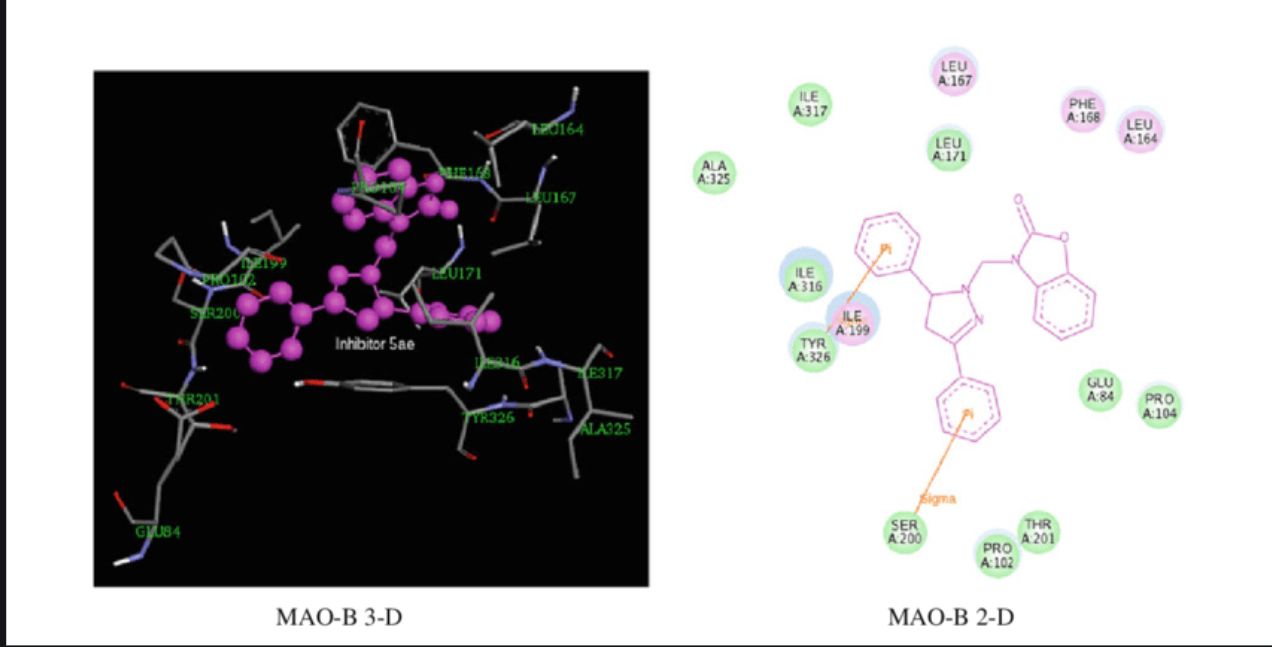 LEU164
PHE168
PRO104
LEU167
ILE199
PRO102
LEU171
SER200
Inhibitor 5ae
ILE316
ILE317
THR201
TYR326
ALA325
GLU84
MAO-B 3-D
LEU
A:167
ILE
A:317
PHE
A:168
LEU
A:164
LEU
A:171
ALA
A:325
O
O
Pi
N
ILE
A:316
N
N
ILE
A:199
TYR
A:326
GLU
A:84
PRO
A:104
Pi
Sigma
SER
A:200
THR
A:201
PRO
A:102
MAO-B 2-D